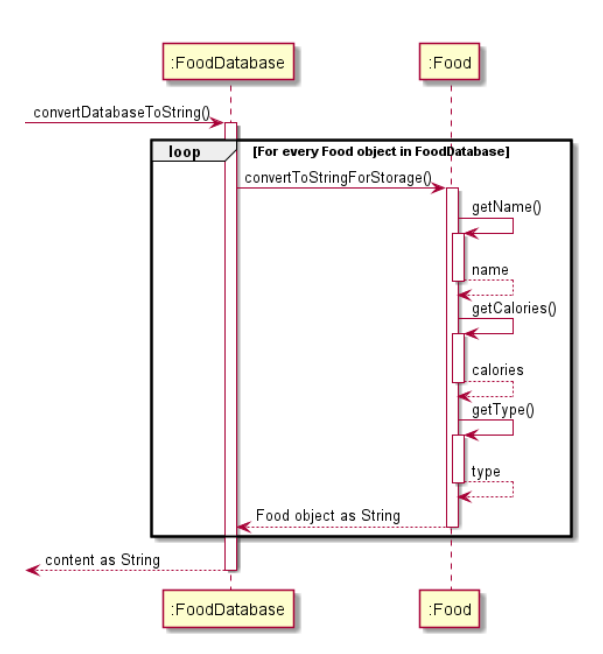 :FoodDatabase :Food
convertDatabaseToString()
loop [For every Food object in FoodDatabase]
convertToStringForStorage()
getName()
name
getCalories()
calories
getType()
type
Food object as String
content as String
:FoodDatabase :Food